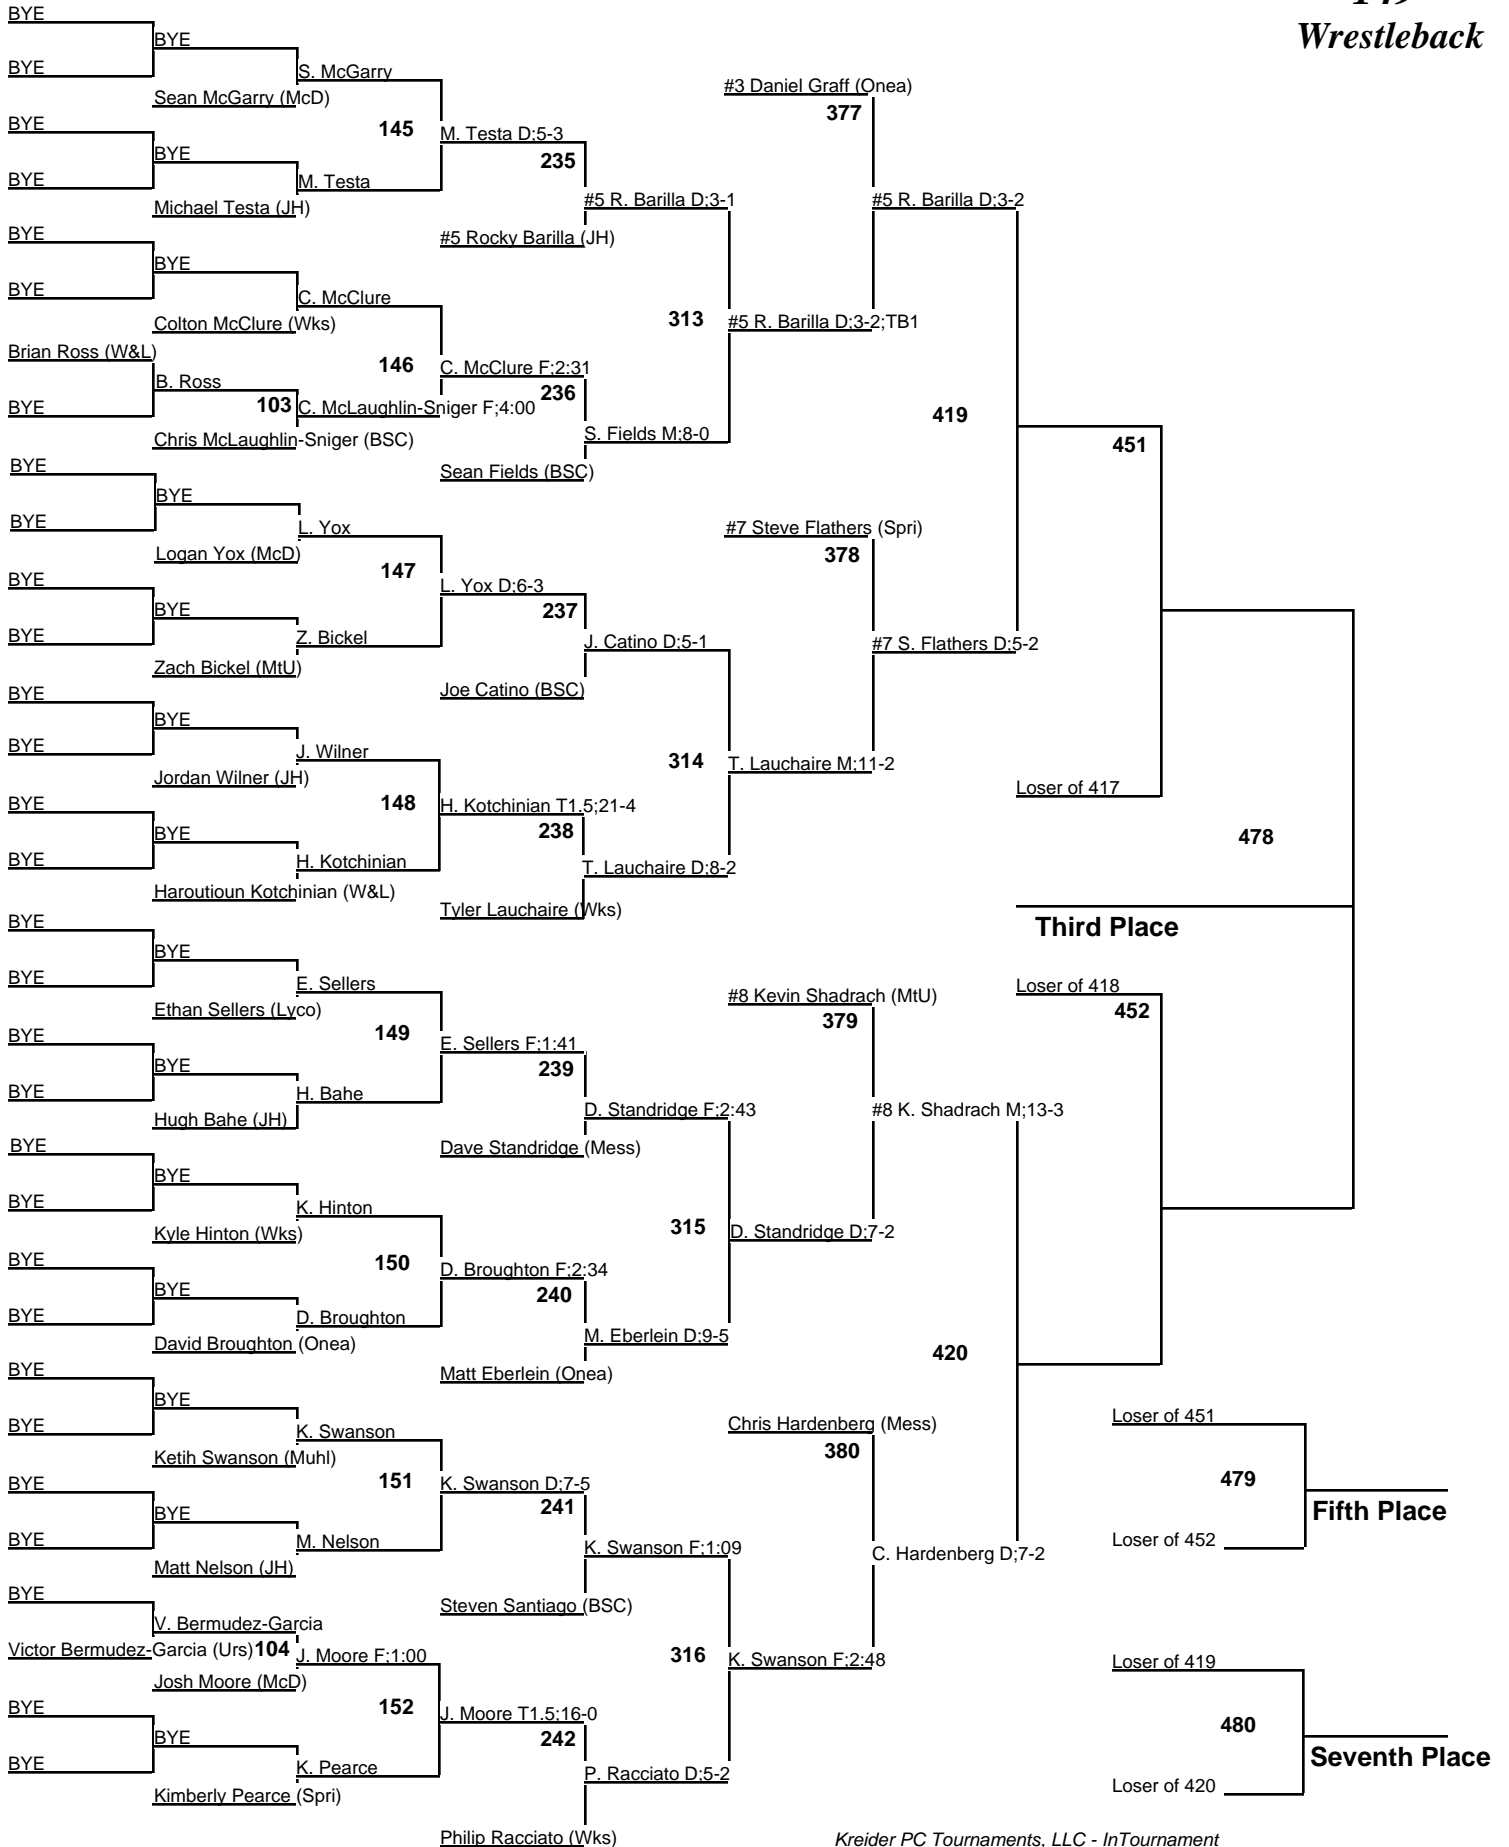 149
Wrestleback
BYE
BYE
BYE
S. McGarry
Sean McGarry (McD)
145
M. Testa D;5-3
BYE
BYE
BYE
M. Testa
Michael Testa (JH)
235
#5 R. Barilla D;3-1
#5 Rocky Barilla (JH)
#3 Daniel Graff (Onea)
377
#5 R. Barilla D;3-2
BYE
BYE
BYE
C. McClure
Colton McClure (Wks)
Brian Ross (W&L)
B. Ross
BYE
103
C. McLaughlin-Sniger F;4:00
Chris McLaughlin-Sniger (BSC)
146
C. McClure F;2:31
236
S. Fields M;8-0
Sean Fields (BSC)
313
#5 R. Barilla D;3-2;TB1
419
451
BYE
BYE
BYE
L. Yox
Logan Yox (McD)
147
L. Yox D;6-3
BYE
BYE
BYE
Z. Bickel
Zach Bickel (MtU)
237
J. Catino D;5-1
Joe Catino (BSC)
#7 Steve Flathers (Spri)
378
#7 S. Flathers D;5-2
BYE
BYE
BYE
J. Wilner
Jordan Wilner (JH)
148
H. Kotchinian T1.5;21-4
BYE
BYE
BYE
H. Kotchinian
Haroutioun Kotchinian (W&L)
238
T. Lauchaire D;8-2
Tyler Lauchaire (Wks)
314
T. Lauchaire M;11-2
Loser of 417
478
Third Place
BYE
BYE
BYE
E. Sellers
Ethan Sellers (Lyco)
149
E. Sellers F;1:41
BYE
BYE
BYE
H. Bahe
Hugh Bahe (JH)
239
D. Standridge F;2:43
Dave Standridge (Mess)
#8 Kevin Shadrach (MtU)
379
#8 K. Shadrach M;13-3
Loser of 418
452
BYE
BYE
BYE
K. Hinton
Kyle Hinton (Wks)
150
D. Broughton F;2:34
BYE
BYE
BYE
D. Broughton
David Broughton (Onea)
240
M. Eberlein D;9-5
Matt Eberlein (Onea)
315
D. Standridge D;7-2
420
BYE
BYE
BYE
K. Swanson
Ketih Swanson (Muhl)
151
K. Swanson D;7-5
BYE
BYE
BYE
M. Nelson
Matt Nelson (JH)
241
K. Swanson F;1:09
Steven Santiago (BSC)
Chris Hardenberg (Mess)
380
C. Hardenberg D;7-2
Loser of 451
479
Loser of 452
Fifth Place
BYE
V. Bermudez-Garcia
Victor Bermudez-Garcia (Urs)
104
J. Moore F;1:00
Josh Moore (McD)
152
J. Moore T1.5;16-0
BYE
BYE
BYE
K. Pearce
Kimberly Pearce (Spri)
242
P. Racciato D;5-2
Philip Racciato (Wks)
316
K. Swanson F;2:48
Loser of 419
480
Loser of 420
Seventh Place
Kreider PC Tournaments, LLC - InTournament